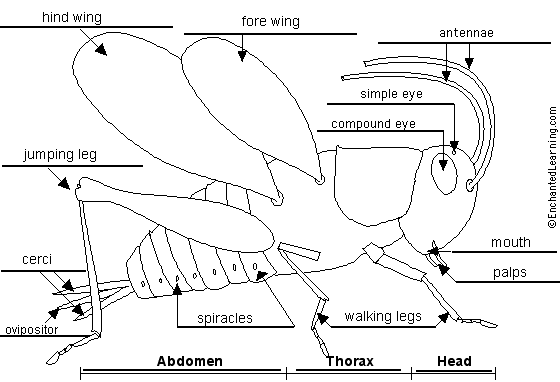 hind wing
fore wing
antennae
simple eye
compound eye
jumping leg
mouth
palps
cerci
ovipositor
spiracles
walking legs
Abdomen
Thorax
Head
©EnchantedLearning.com